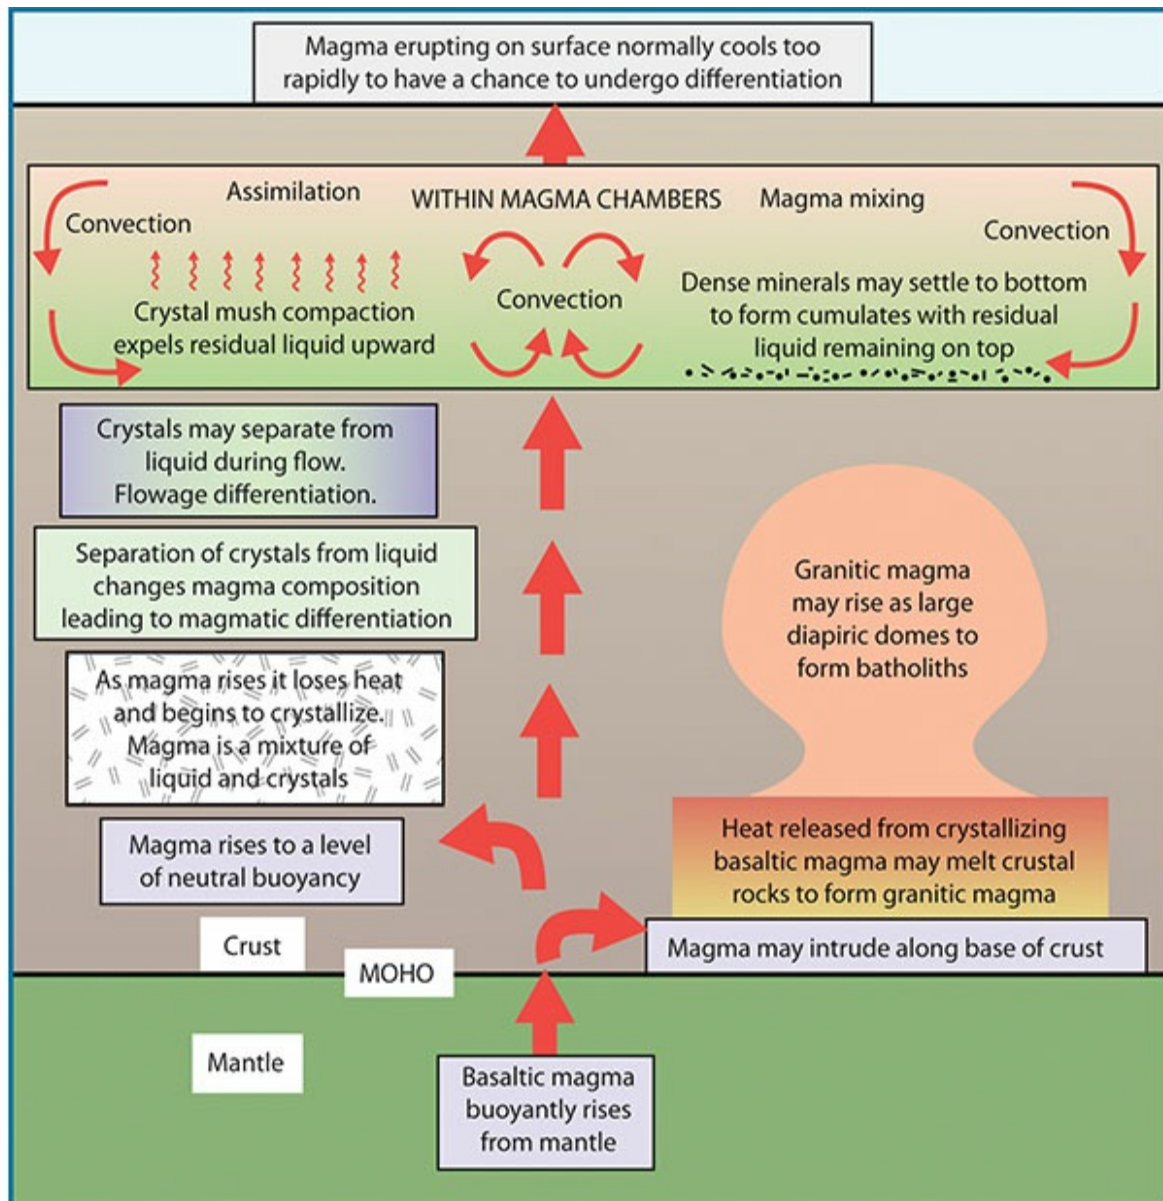 Magma erupting on surface normally cools too
rapidly to have a chance to undergo differentiation
Assimilation
WITHIN MAGMA CHAMBERS
Magma mixing
Convection
Convection
Crystal mush compaction
expels residual liquid upward
Convection
Dense minerals may settle to bottom
to form cumulates with residual
liquid remaining on top
Crystals may separate from
liquid during flow.
Flowage differentiation.
Separation of crystals from liquid
changes magma composition
leading to magmatic differentiation
As magma rises it loses heat
and begins to crystallize.
Magma is a mixture of
liquid and crystals
Magma rises to a level
of neutral buoyancy
Granitic magma
may rise as large
diapiric domes to
form batholiths
Heat released from crystallizing
basaltic magma may melt crustal
rocks to form granitic magma
Magma may intrude along base of crust
Crust
MOHO
Mantle
Basaltic magma
buoyantly rises
from mantle